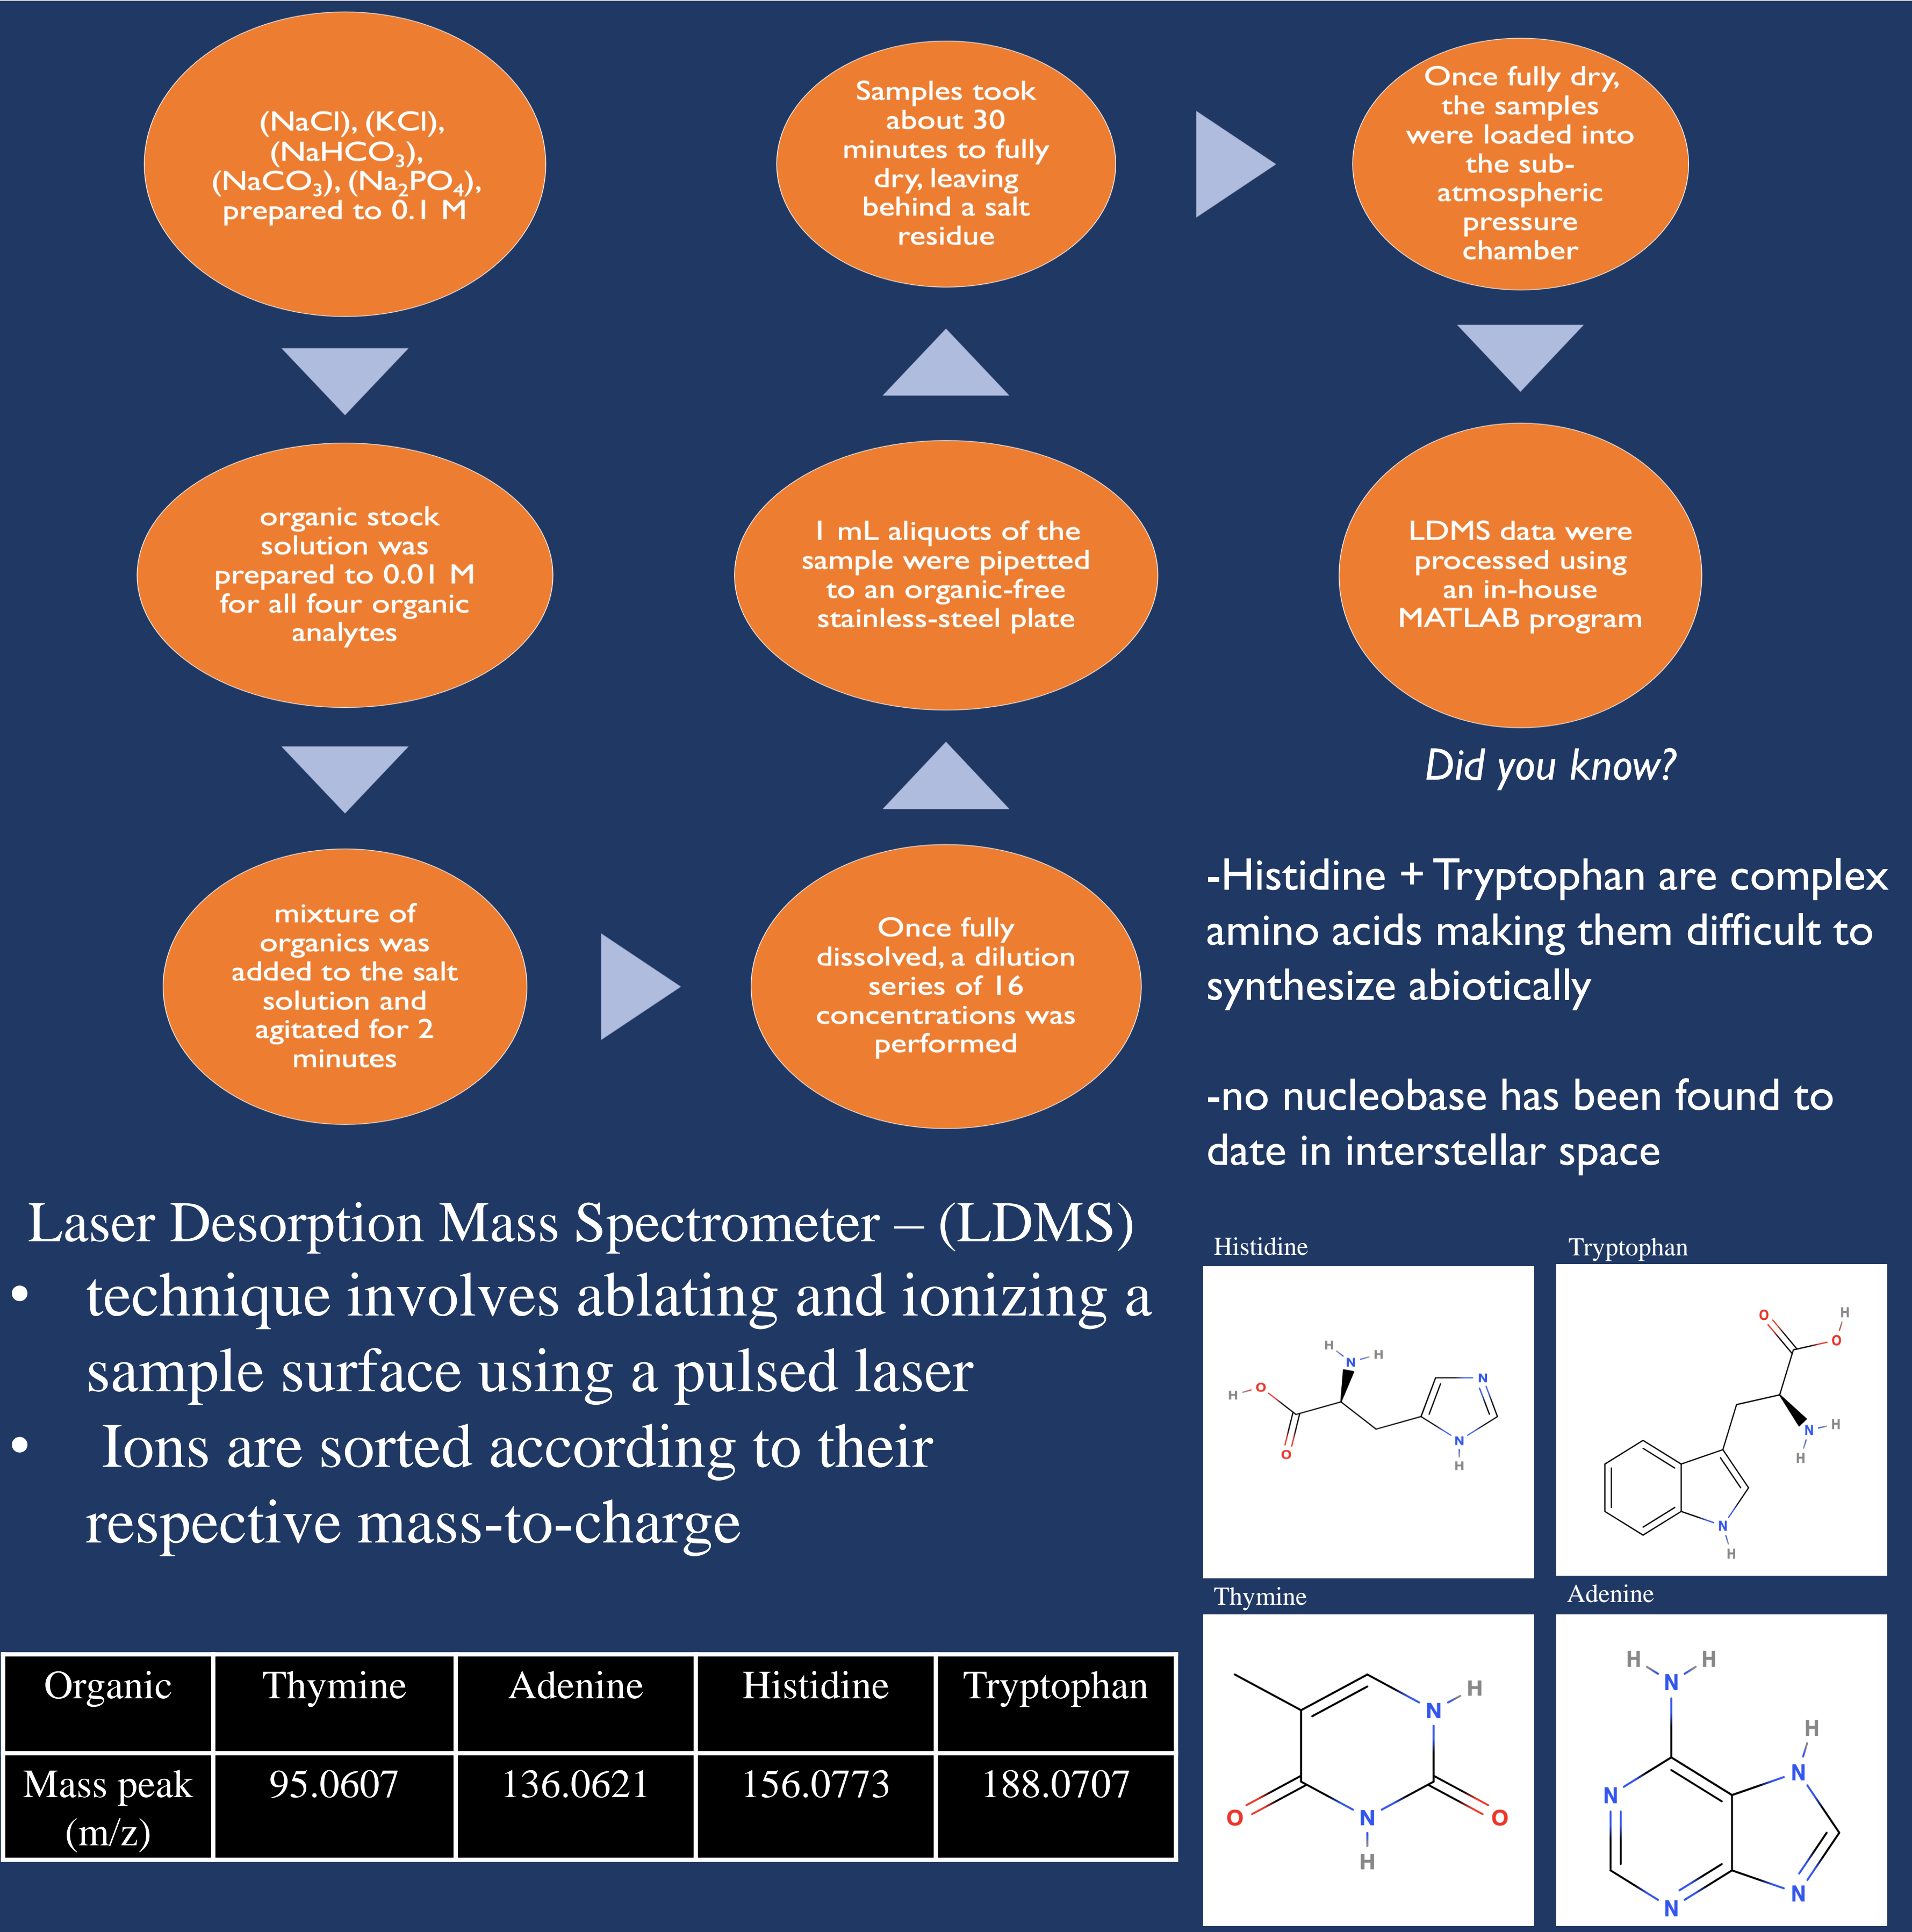 (NaCl), (KCl),
(NaHCO₃),
(NaCO₃), (Na₂PO₄),
prepared to 0.1 M
organic stock
solution was
prepared to 0.01 M
for all four organic
analytes
mixture of
organics was
added to the salt
solution and
agitated for 2
minutes
Once fully
dissolved, a dilution
series of 16
concentrations was
performed
1 mL aliquots of the
sample were pipetted
to an organic-free
stainless-steel plate
Samples took
about 30
minutes to fully
dry, leaving
behind a salt
residue
Once fully dry,
the samples
were loaded into
the sub-
atmospheric
pressure
chamber
LDMS data were
processed using
an in-house
MATLAB program
Did you know?
-Histidine + Tryptophan are complex
amino acids making them difficult to
synthesize abiotically
-no nucleobase has been found to
date in interstellar space
Laser Desorption Mass Spectrometer – (LDMS)
• technique involves ablating and ionizing a
sample surface using a pulsed laser
• Ions are sorted according to their
respective mass-to-charge
Organic Thymine Adenine Histidine Tryptophan
Mass peak 95.0607 136.0621 156.0773 188.0707
(m/z)
Histidine
H O O H N H N N H
Tryptophan
O H O N H H N H
Thymine
N H O N O H
Adenine
H H N H N N N N